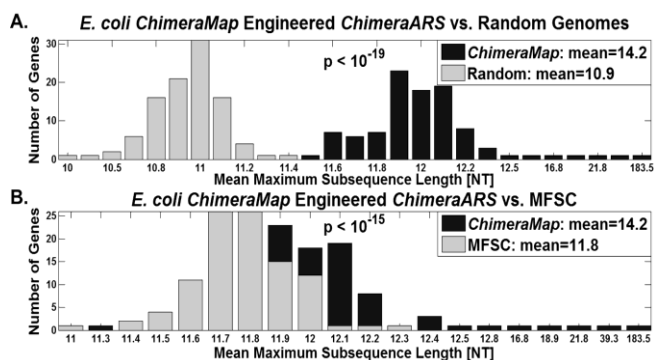 A. E. coli ChimeraMap Engineered ChimeraARS vs. Random Genomes
30
20
10
0
Number of Genes
p < 10-19
ChimeraMap: mean=14.2
Random: mean=10.9
10 10.5 10.8 11 11.2 11.4 11.6 11.8 12 12.2 12.5 16.8 21.8 183.5
Mean Maximum Subsequence Length [NT]
B. E. coli ChimeraMap Engineered ChimeraARS vs. MFSC
25
20
15
10
5
0
Number of Genes
p < 10-15
ChimeraMap: mean=14.2
MFSC: mean=11.8
11 11.3 11.4 11.5 11.6 11.7 11.8 11.9 12 12.1 12.2 12.3 12.4 12.5 12.8 16.8 18.9 21.8 39.3 183.5
Mean Maximum Subsequence Length [NT]